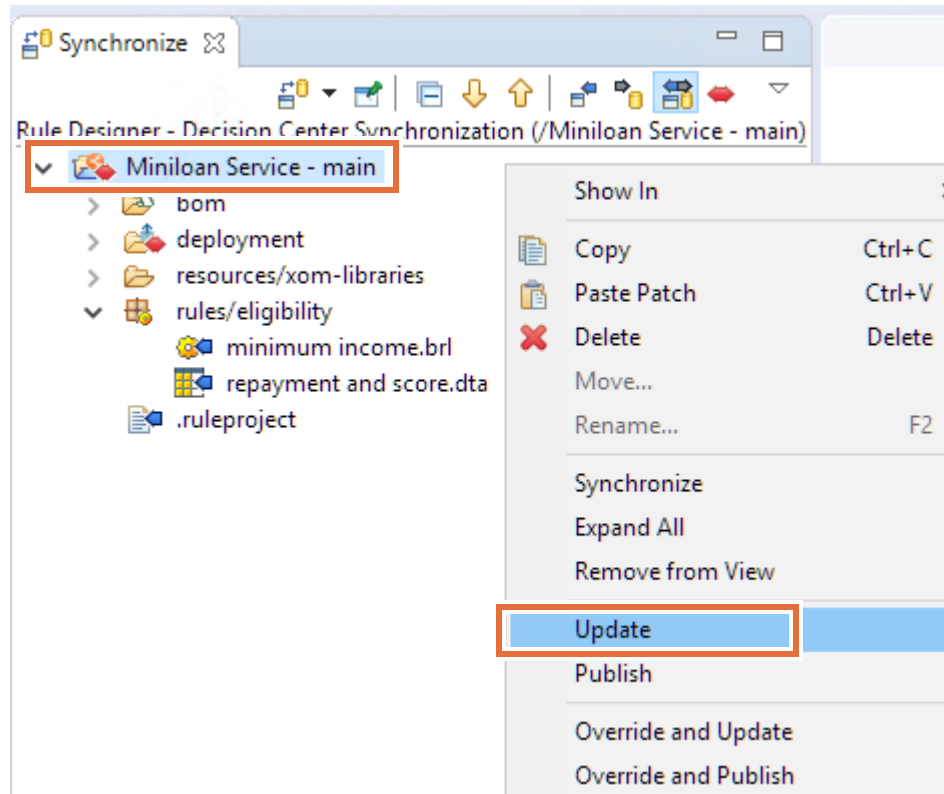 Synchronize
Rule Designer - Decision Center Synchronization (/Miniloan Service - main)
Miniloan Service - main
bom
deployment
resources/xom-libraries
rules/eligibility
minimum income.brl
repayment and score.dta
.ruleproject
Show In
Copy Ctrl+C
Paste Patch Ctrl+V
Delete Delete
Move...
Rename... F2
Synchronize
Expand All
Remove from View
Update
Publish
Override and Update
Override and Publish